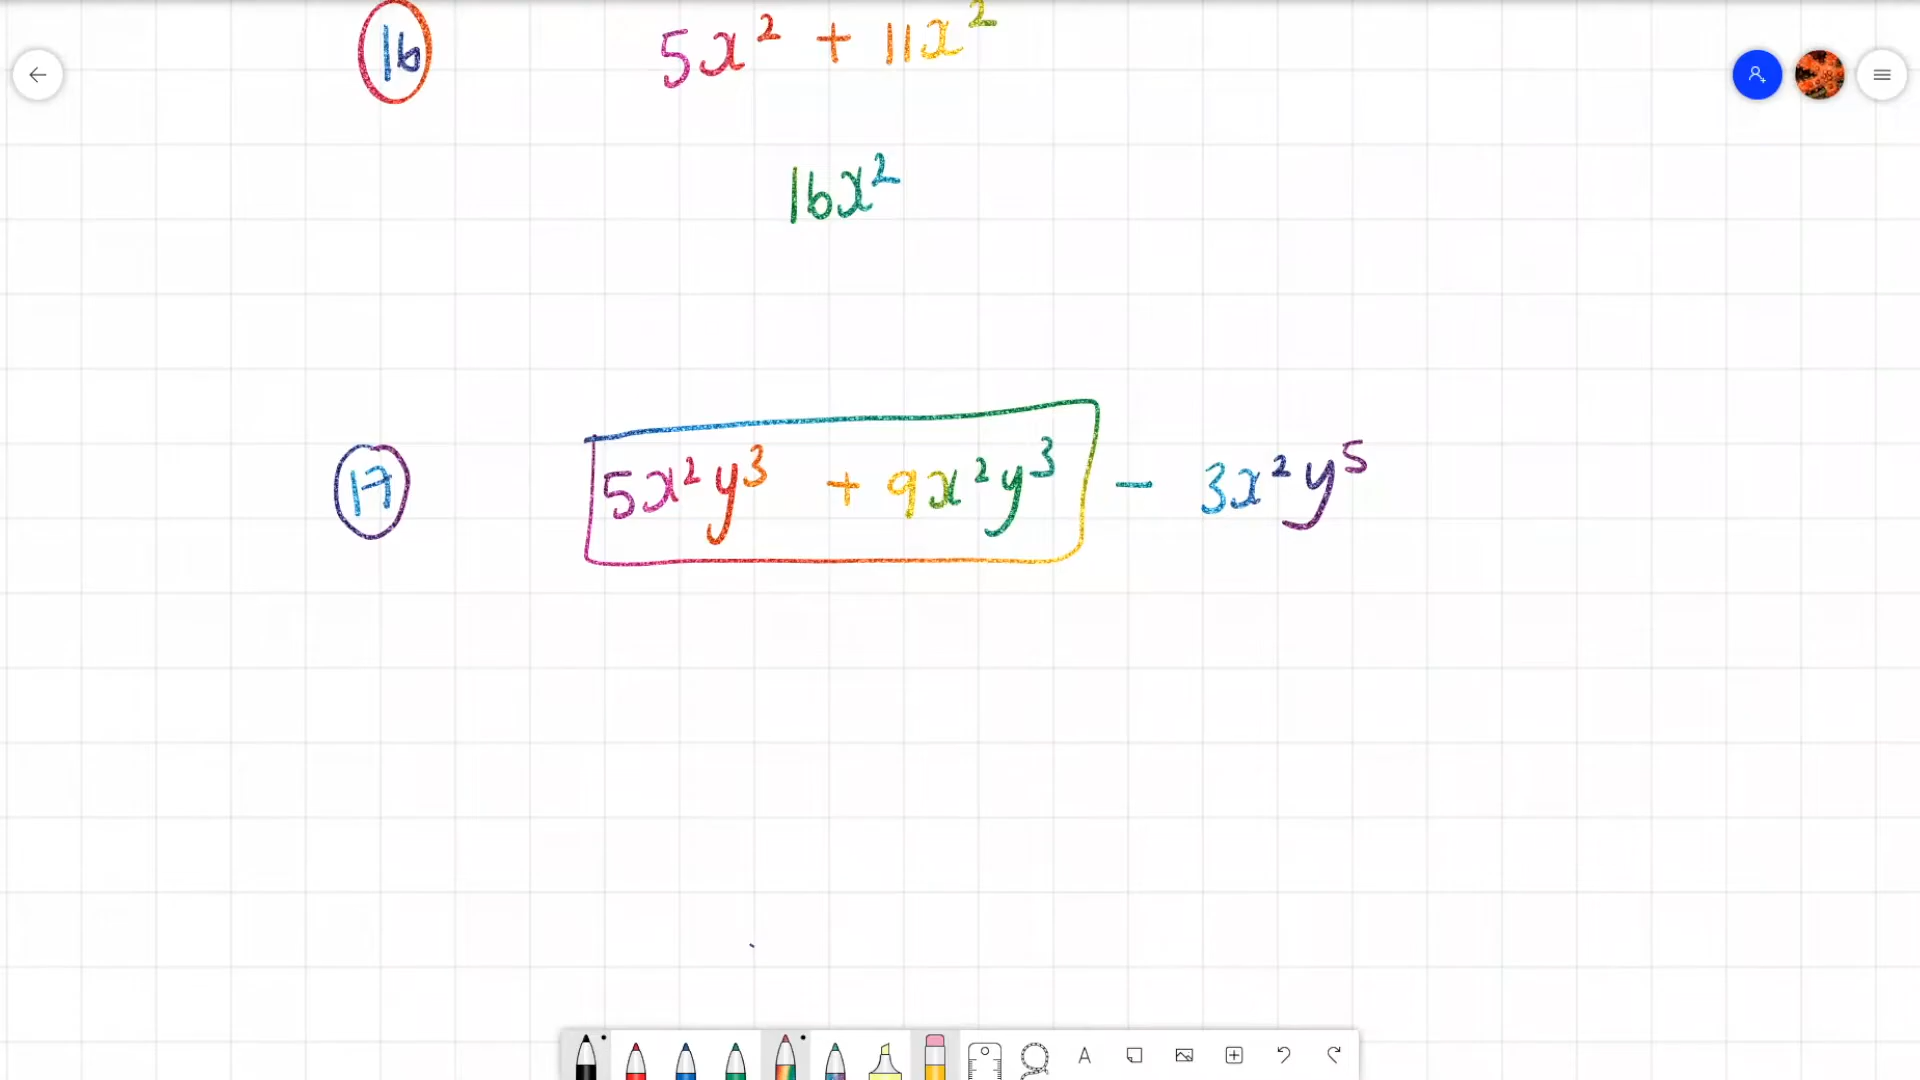 16 5x² + 11x²
16x²
17 5x²y³ + 9x²y³ - 3x²y⁵
A